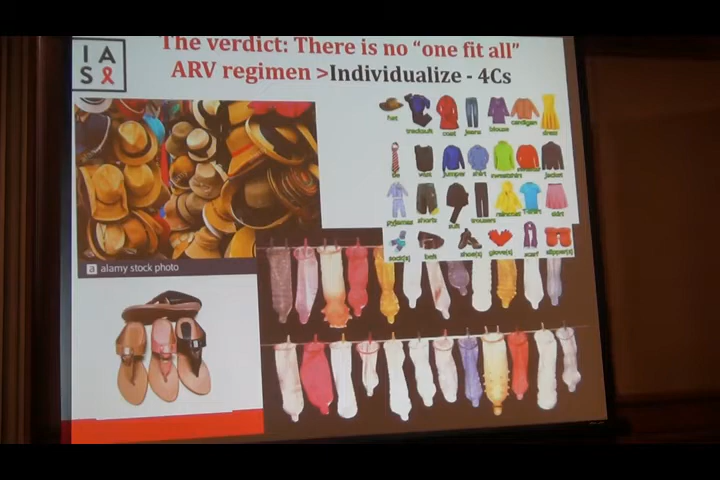 The verdict: There is no “one fit all”
IAS
ARV regimen >Individualize - 4Cs
hat tracksuit coat jeans blouse cardigan dress
tie vest jumper shirt sweatshirt jacket
pyjamas shorts suit trousers raincoat T-shirt skirt
sock(s) belt shoe(s) glove(s) scarf slipper(s)
a alamy stock photo